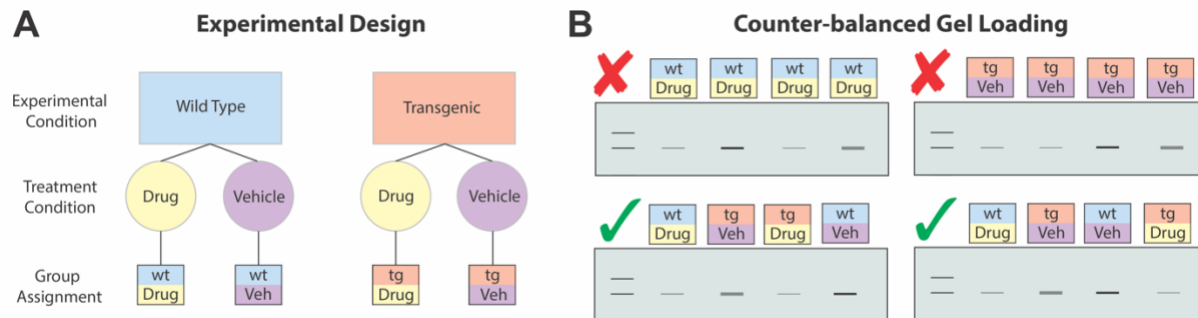 A
Experimental Design
Experimental
Condition
Wild Type
Transgenic
Treatment
Condition
Drug
Vehicle
Drug
Vehicle
Group
Assignment
wt
Drug
wt
Veh
tg
Drug
tg
Veh
B
Counter-balanced Gel Loading
wt
Drug
wt
Drug
wt
Drug
wt
Drug
tg
Veh
tg
Veh
tg
Veh
tg
Veh
wt
Drug
tg
Veh
tg
Drug
wt
Veh
wt
Drug
tg
Veh
wt
Veh
tg
Drug